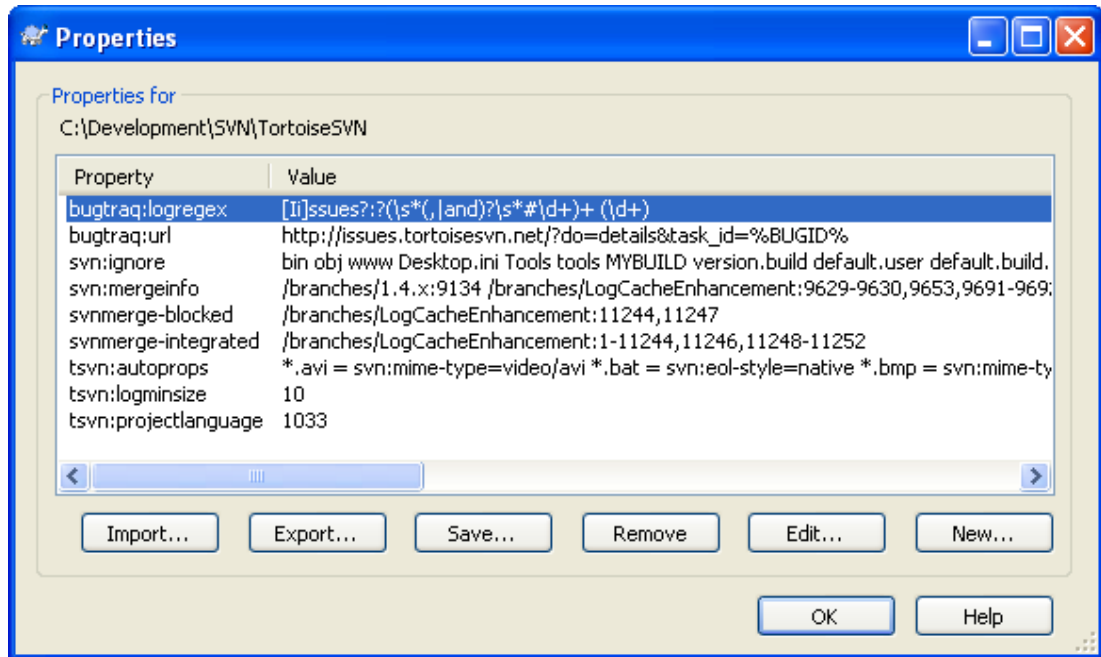 Properties
Properties for
C:\Development\SVN\TortoiseSVN
Property Value
bugtraq:logregex [Ii]ssues?:?(\s*(,|and)?\s*#\d+)+ (\d+)
bugtraq:url http://issues.tortoisesvn.net/?do=details&task_id=%BUGID%
svn:ignore bin obj www Desktop.ini Tools tools MYBUILD version.build default.user default.build.
svn:mergeinfo /branches/1.4.x:9134 /branches/LogCacheEnhancement:9629-9630,9653,9691-969
svnmerge-blocked /branches/LogCacheEnhancement:11244,11247
svnmerge-integrated /branches/LogCacheEnhancement:1-11244,11246,11248-11252
tsvn:autoprops *.avi = svn:mime-type=video/avi *.bat = svn:eol-style=native *.bmp = svn:mime-ty
tsvn:logminsize 10
tsvn:projectlanguage 1033
Import... Export... Save... Remove Edit... New...
OK Help